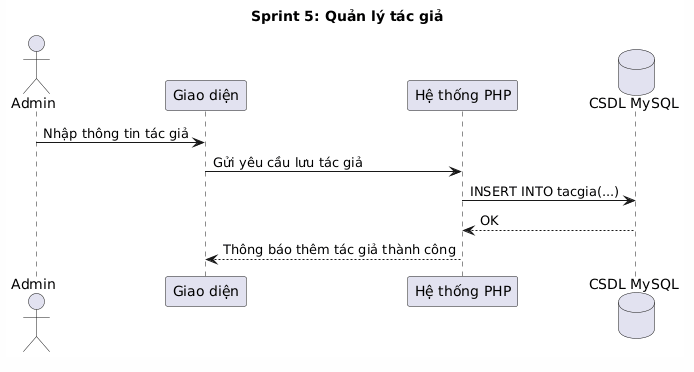 Sprint 5: Quản lý tác giả
Admin
Giao diện
Hệ thống PHP
CSDL MySQL
Nhập thông tin tác giả
Gửi yêu cầu lưu tác giả
INSERT INTO tacgia(...)
OK
Thông báo thêm tác giả thành công
Admin
Giao diện
Hệ thống PHP
CSDL MySQL